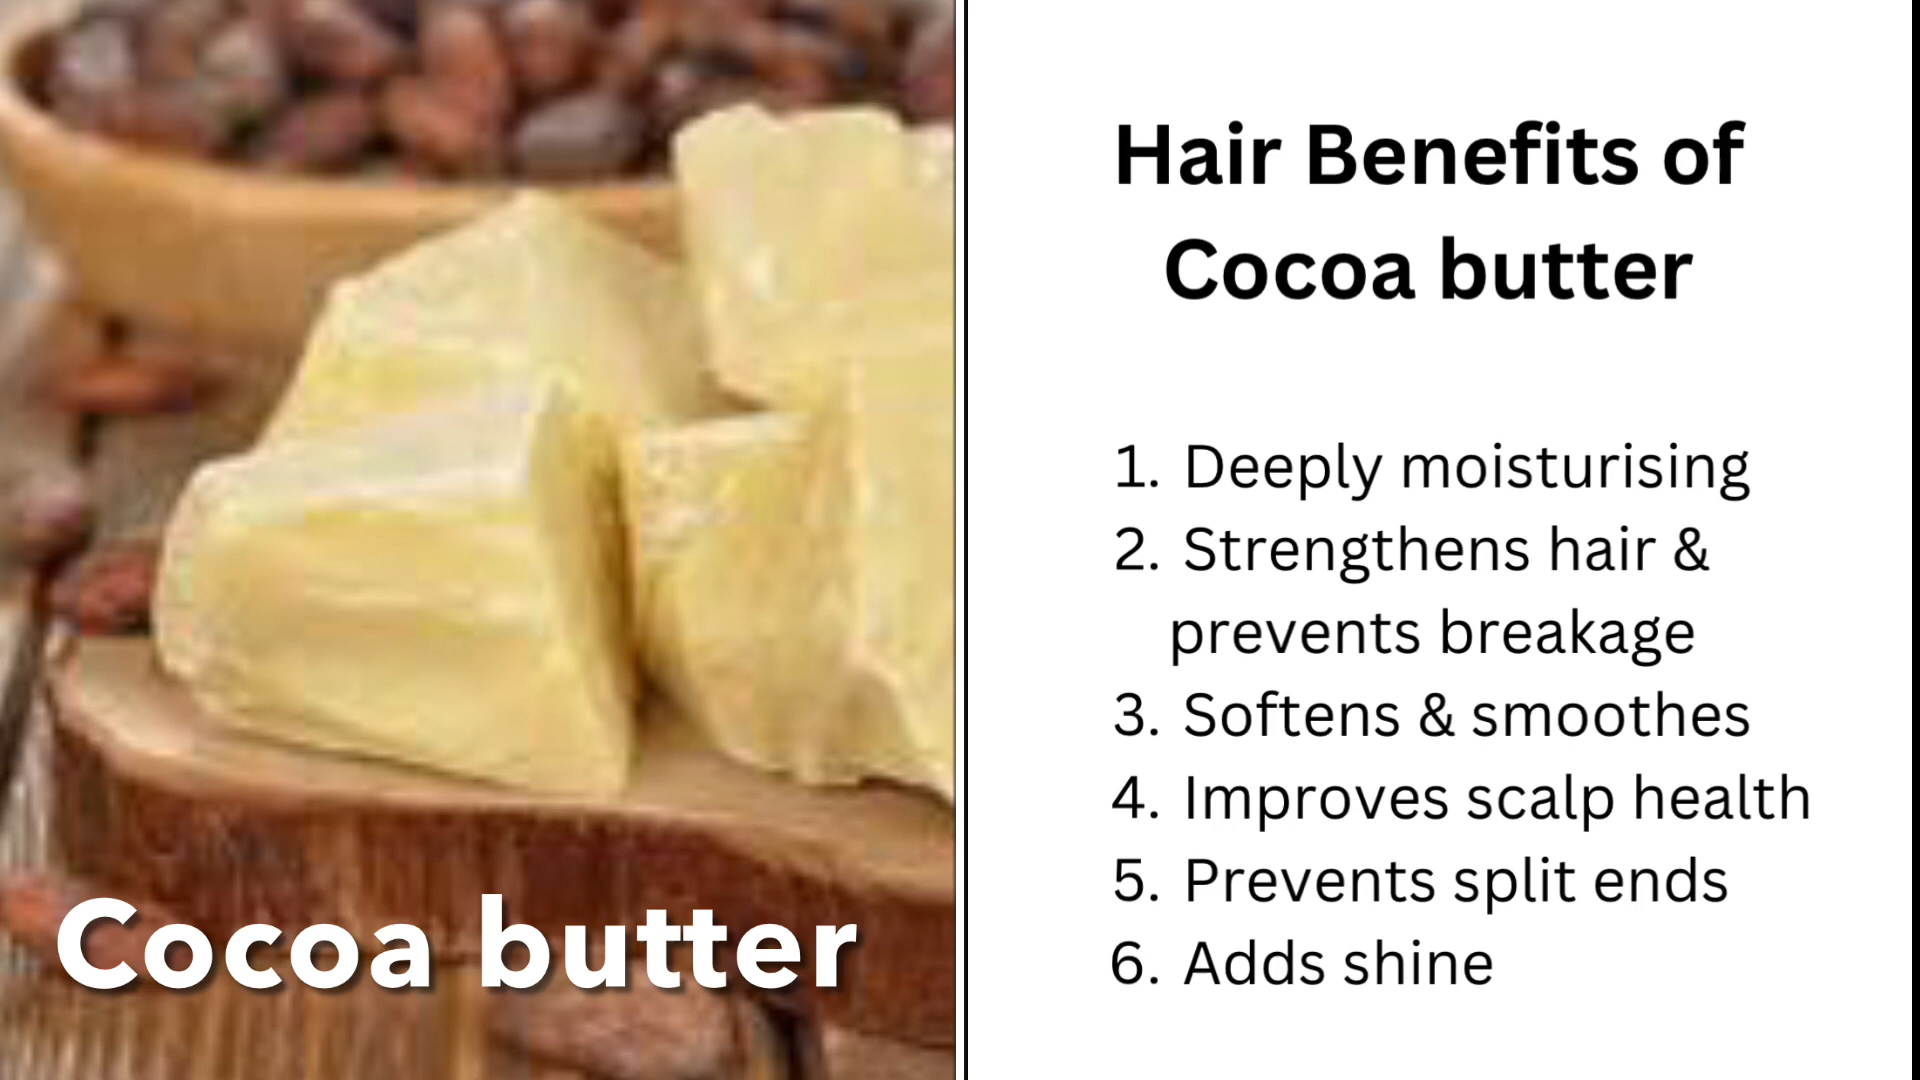 Cocoa butter
Hair Benefits of
Cocoa butter
1. Deeply moisturising
2. Strengthens hair &
prevents breakage
3. Softens & smoothes
4. Improves scalp health
5. Prevents split ends
6. Adds shine